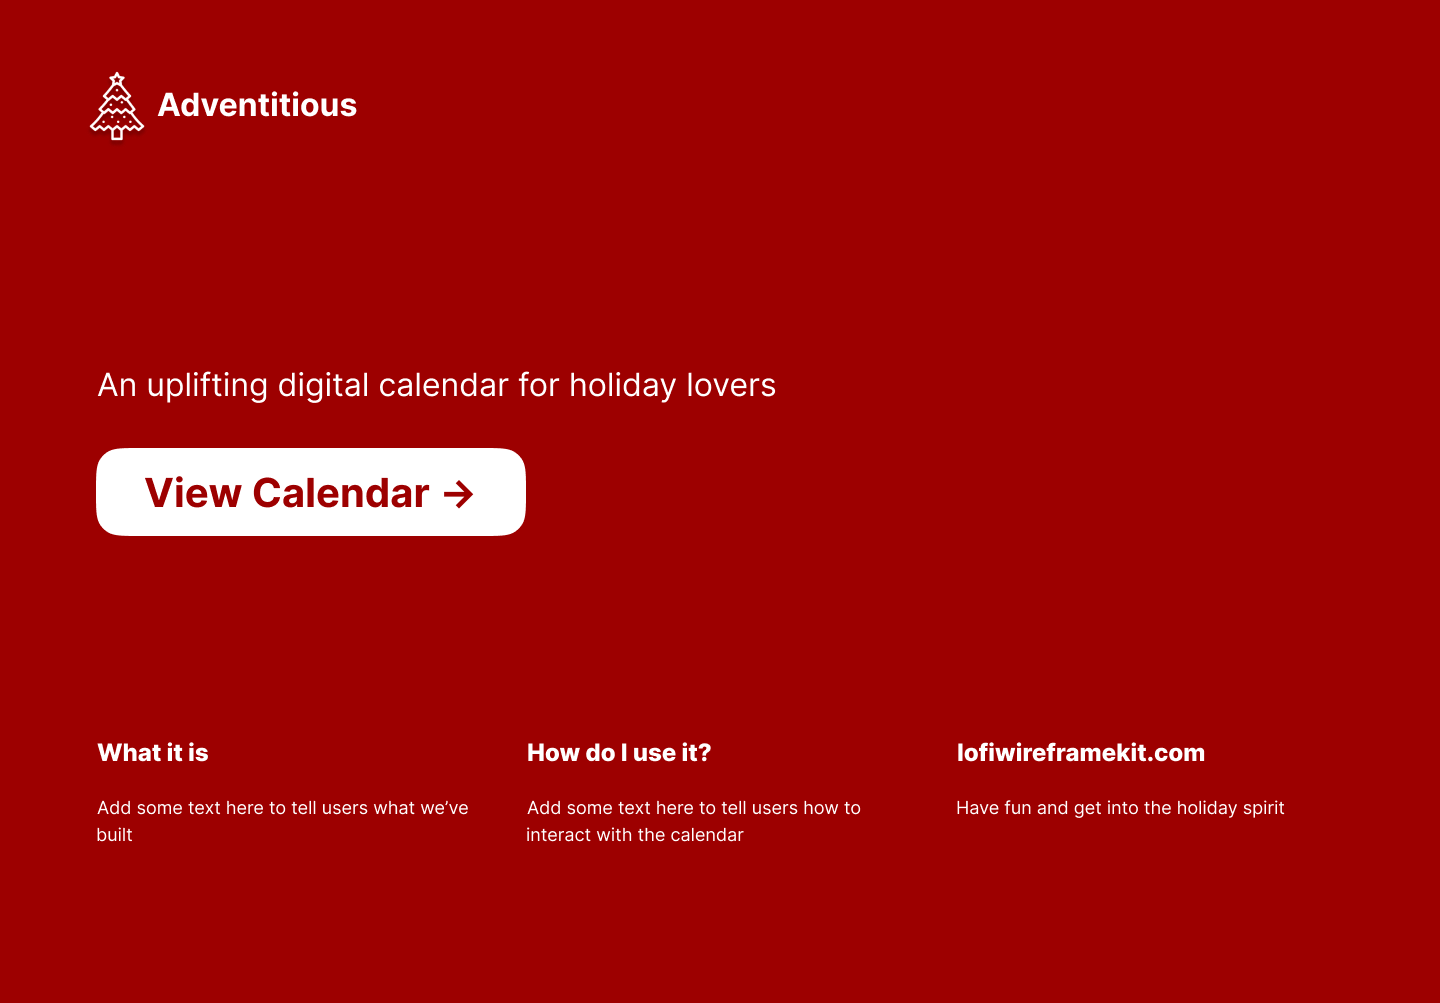 Adventitious
An uplifting digital calendar for holiday lovers
View Calendar →
What it is
Add some text here to tell users what we’ve
built
How do I use it?
Add some text here to tell users how to
interact with the calendar
lofiwireframekit.com
Have fun and get into the holiday spirit